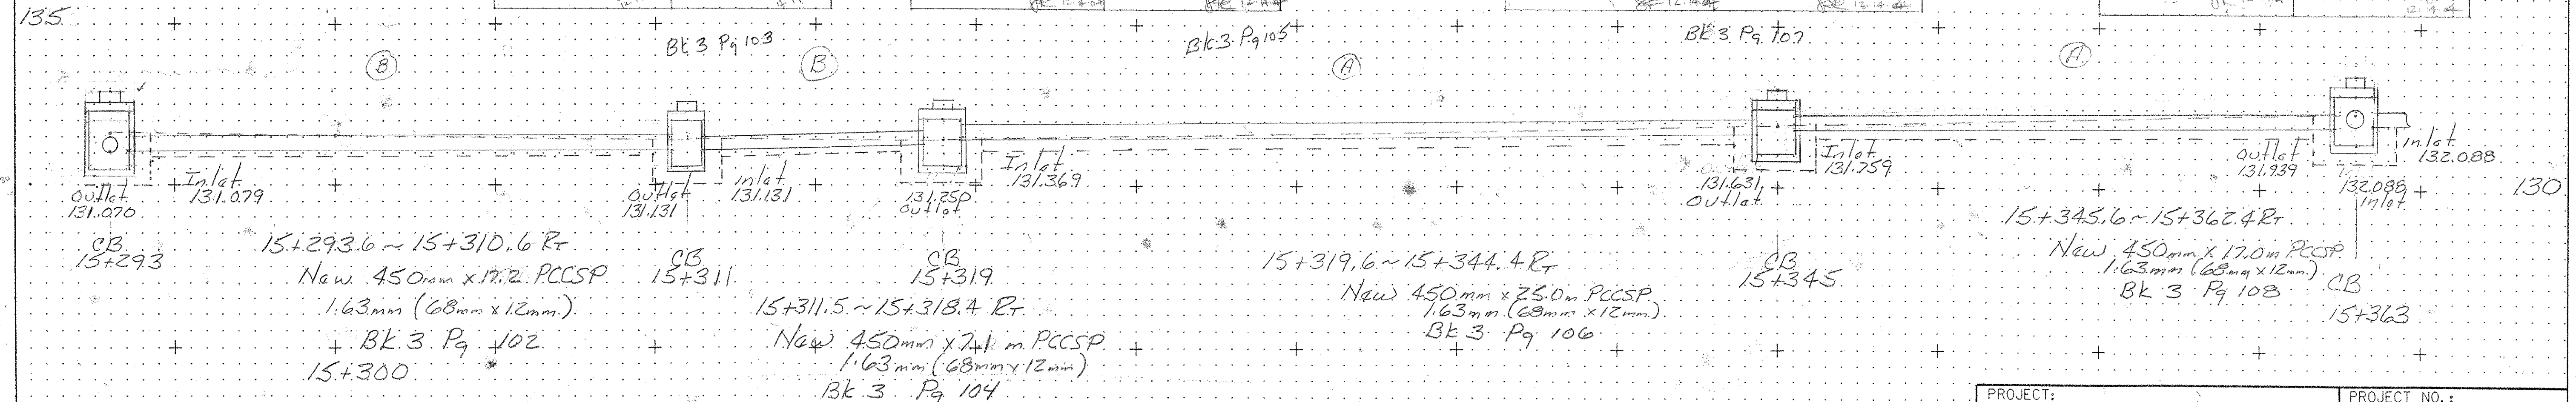 135
Bk 3 Pg 103
Bk 3 Pg 105
Bk 3 Pg 107
B
B
A
A
Outlet
131.070
Inlet
131.079
Outlet
131.131
Inlet
131.131
131.250
Outlet
Inlet
131.369
131.631
Outlet
Inlet
131.759
Outlet
131.939
132.088
Inlet
Inlet
132.088
130
CB
15+293
15+293.6 ~ 15+310.6 RT
New 450mm x 17.2 PCCSP
1.63mm (68mm x 12mm)
Bk 3 Pg 102
15+300
CB
15+311
15+311.5 ~ 15+318.4 RT
New 450mm x 7.1 m PCCSP
1.63mm (68mm x 12mm)
Bk 3 Pg 104
CB
15+319
15+319.6 ~ 15+344.4 RT
New 450mm x 25.0m PCCSP
1.63mm (68mm x 12mm)
Bk 3 Pg 106
CB
15+345
15+345.6 ~ 15+362.4 RT
New 450mm x 17.0m PCCSP
1.63mm (68mm x 12mm)
Bk 3 Pg 108
CB
15+363
PROJECT:
PROJECT NO.: